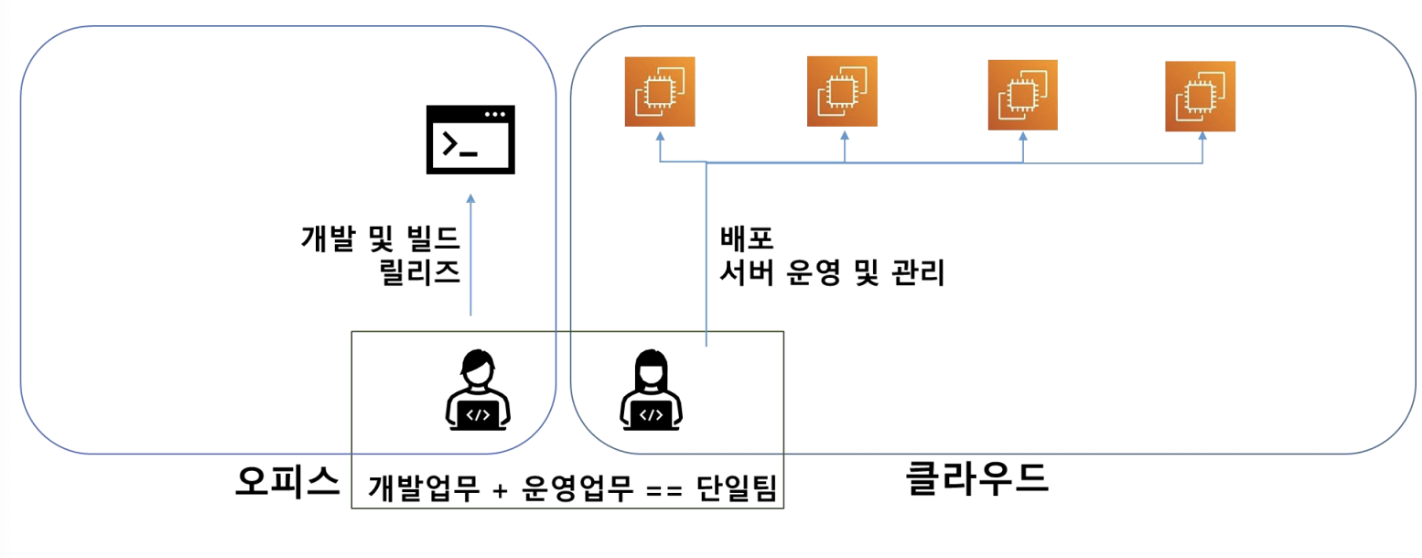 개발 및 빌드
릴리즈
배포
서버 운영 및 관리
오피스
개발업무 + 운영업무 == 단일팀
클라우드